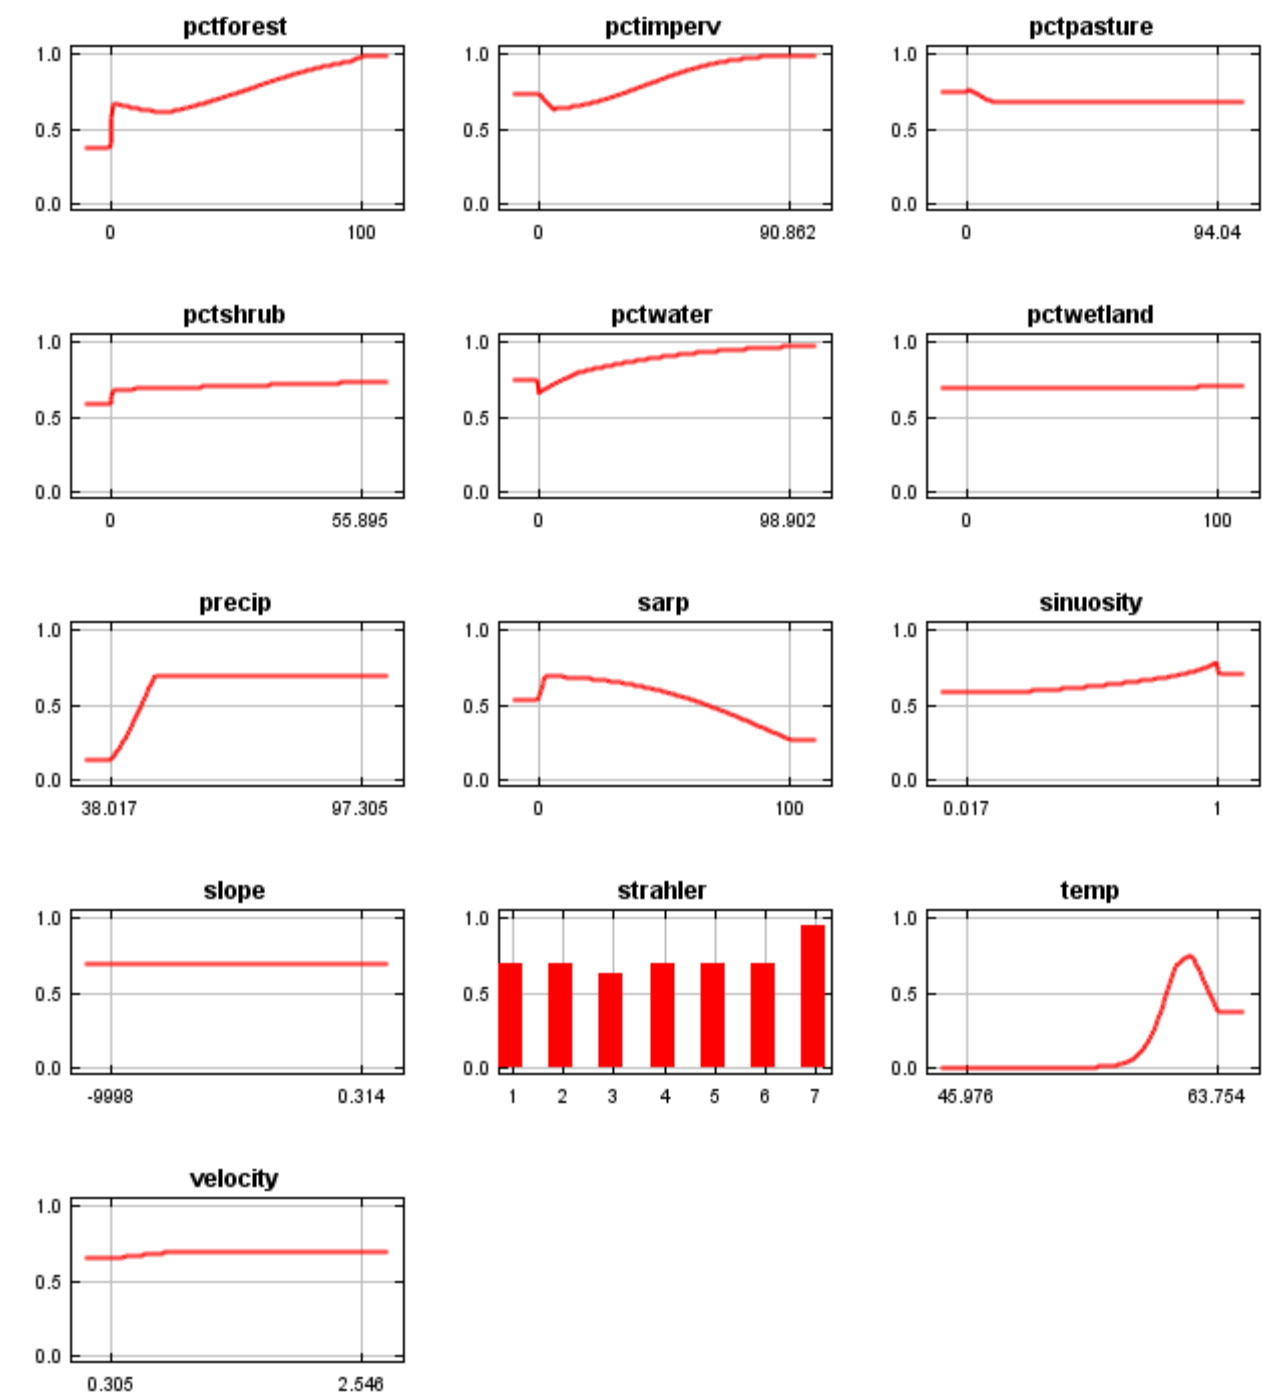 pctforest pctimperv pctpasture
1.0 1.0 1.0
0.5 0.5 0.5
0.0 0.0 0.0
0 100 0 90.862 0 94.04
pctshrub pctwater pctwetland
1.0 1.0 1.0
0.5 0.5 0.5
0.0 0.0 0.0
0 55.895 0 98.902 0 100
precip sarp sinuosity
1.0 1.0 1.0
0.5 0.5 0.5
0.0 0.0 0.0
38.017 97.305 0 100 0.017 1
slope strahler temp
1.0 1.0 1.0
0.5 0.5 0.5
0.0 0.0 0.0
-9998 0.314 1 2 3 4 5 6 7 45.976 63.754
velocity
1.0
0.5
0.0
0.305 2.546